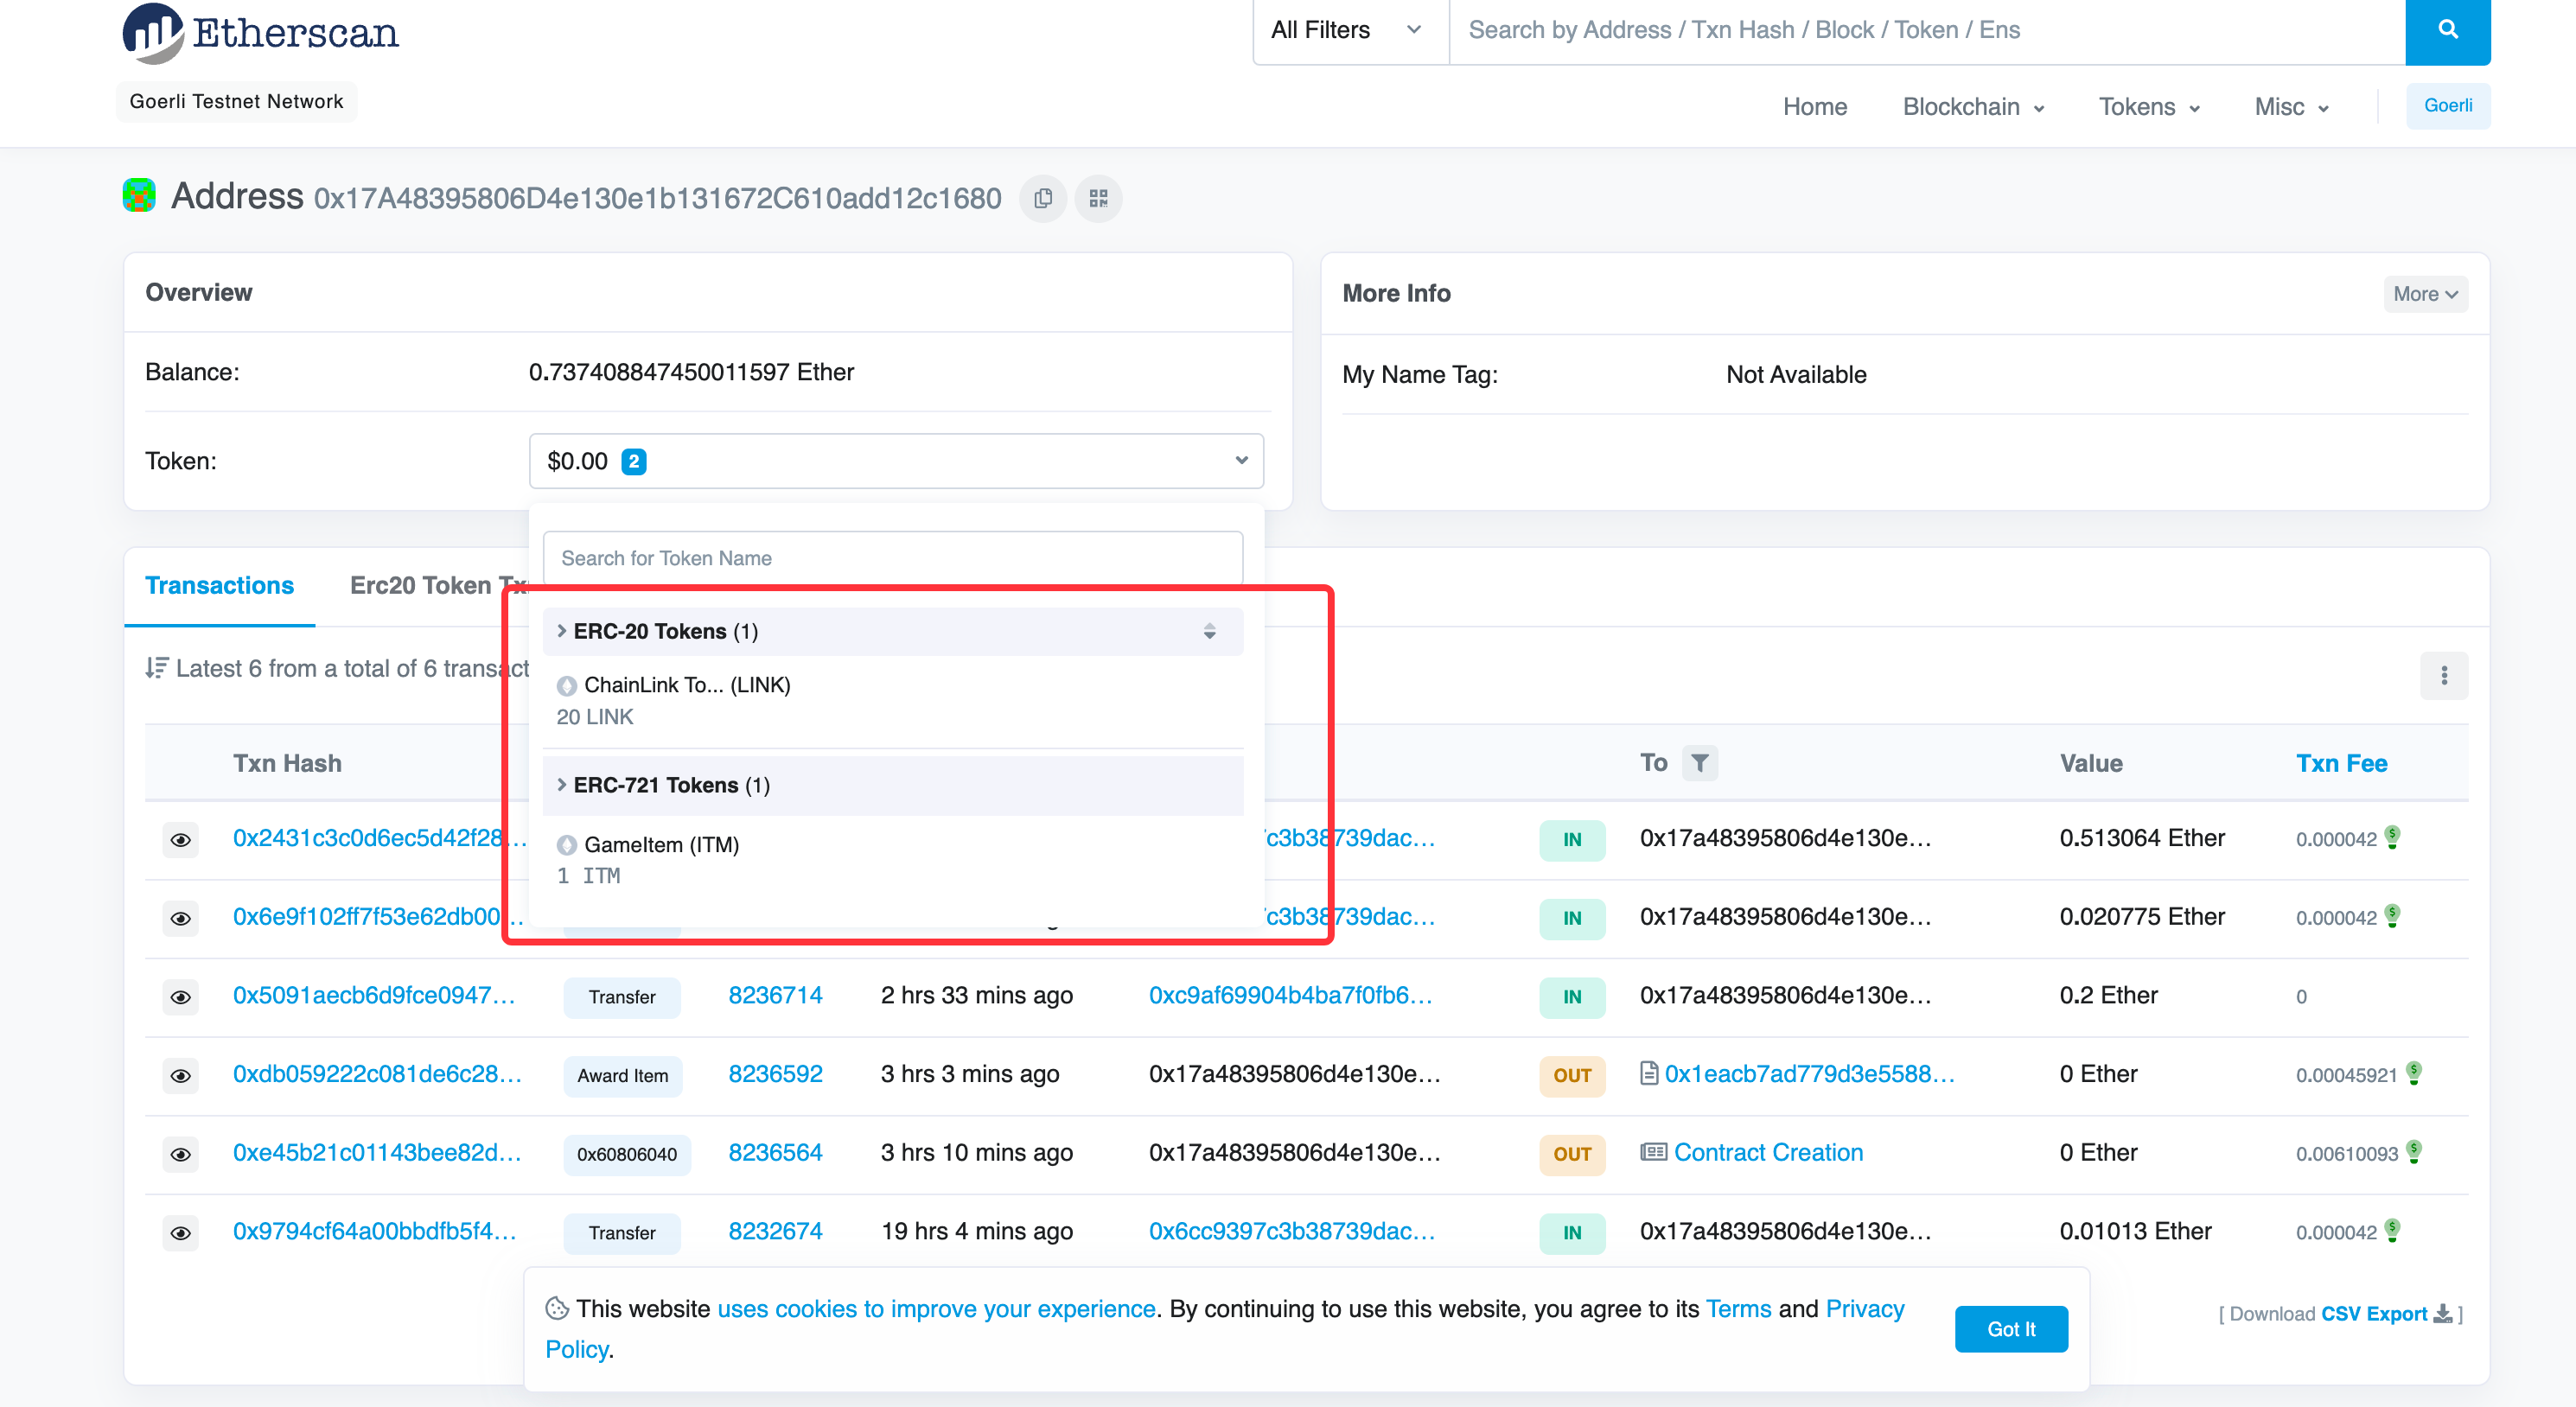 Etherscan
All Filters
Search by Address / Txn Hash / Block / Token / Ens
Goerli Testnet Network
Home
Blockchain
Tokens
Misc
Goerli
Address 0x17A48395806D4e130e1b131672C610add12c1680
Overview
Balance: 0.737408847450011597 Ether
Token: $0.00 2
More Info
More
My Name Tag: Not Available
Search for Token Name
ERC-20 Tokens (1)
ChainLink To... (LINK)
20 LINK
ERC-721 Tokens (1)
GameItem (ITM)
1 ITM
Transactions
Erc20 Token Tx
Latest 6 from a total of 6 transact
Txn Hash To Value Txn Fee
0x2431c3c0d6ec5d42f28... 'c3b38739dac... IN 0x17a48395806d4e130e... 0.513064 Ether 0.000042
0x6e9f102ff7f53e62db00... 'c3b38739dac... IN 0x17a48395806d4e130e... 0.020775 Ether 0.000042
0x5091aecb6d9fce0947... Transfer 8236714 2 hrs 33 mins ago 0xc9af69904b4ba7f0fb6... IN 0x17a48395806d4e130e... 0.2 Ether 0
0xdb059222c081de6c28... Award Item 8236592 3 hrs 3 mins ago 0x17a48395806d4e130e... OUT 0x1eacb7ad779d3e5588... 0 Ether 0.00045921
0xe45b21c01143bee82d... 0x60806040 8236564 3 hrs 10 mins ago 0x17a48395806d4e130e... OUT Contract Creation 0 Ether 0.00610093
0x9794cf64a00bbdfb5f4... Transfer 8232674 19 hrs 4 mins ago 0x6cc9397c3b38739dac... IN 0x17a48395806d4e130e... 0.01013 Ether 0.000042
[ Download CSV Export ]
This website uses cookies to improve your experience. By continuing to use this website, you agree to its Terms and Privacy
Policy.
Got It